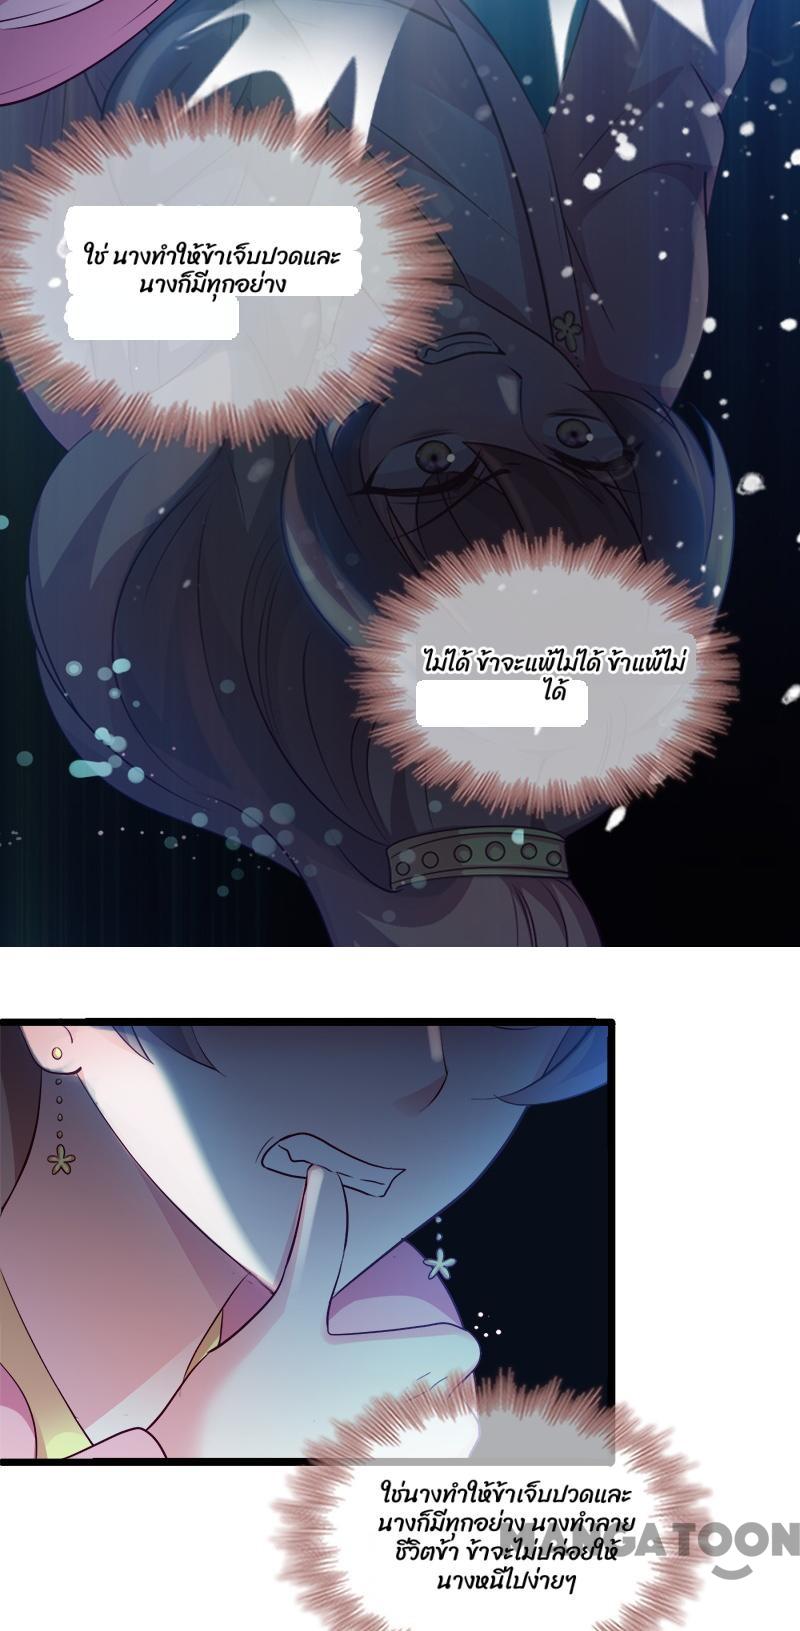 ใช่ นางทำให้ข้าเจ็บปวดและ
นางก็มีทุกอย่าง
ไม่ได้ ข้าจะแพ้ไม่ได้ ข้าแพ้ไม่
ได้
ใช่นางทำให้ข้าเจ็บปวดและ
นางก็มีทุกอย่าง นางทำลาย
ชีวิตข้า ข้าจะไม่ปล่อยให้
นางหนีไปง่ายๆ
MANGATOON